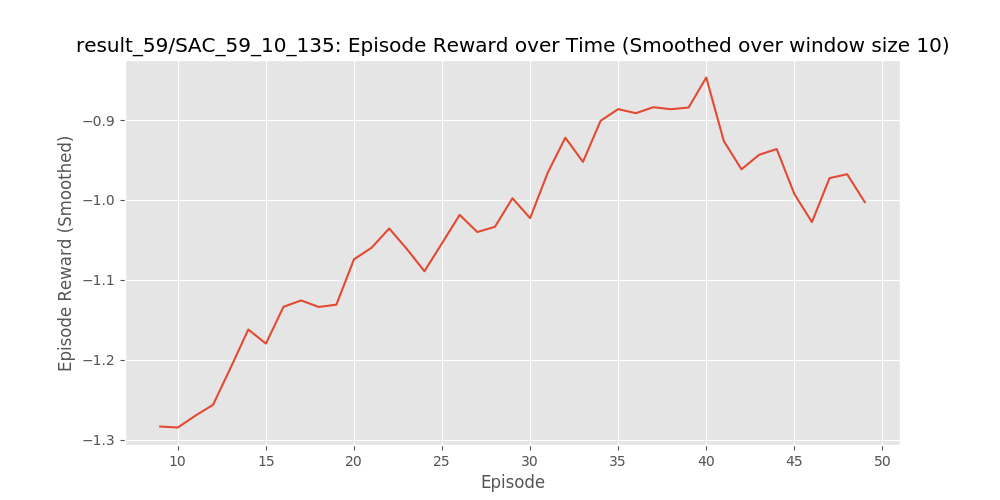 result_59/SAC_59_10_135: Episode Reward over Time (Smoothed over window size 10)
Episode Reward (Smoothed)
−0.9
−1.0
−1.1
−1.2
−1.3
10 15 20 25 30 35 40 45 50
Episode